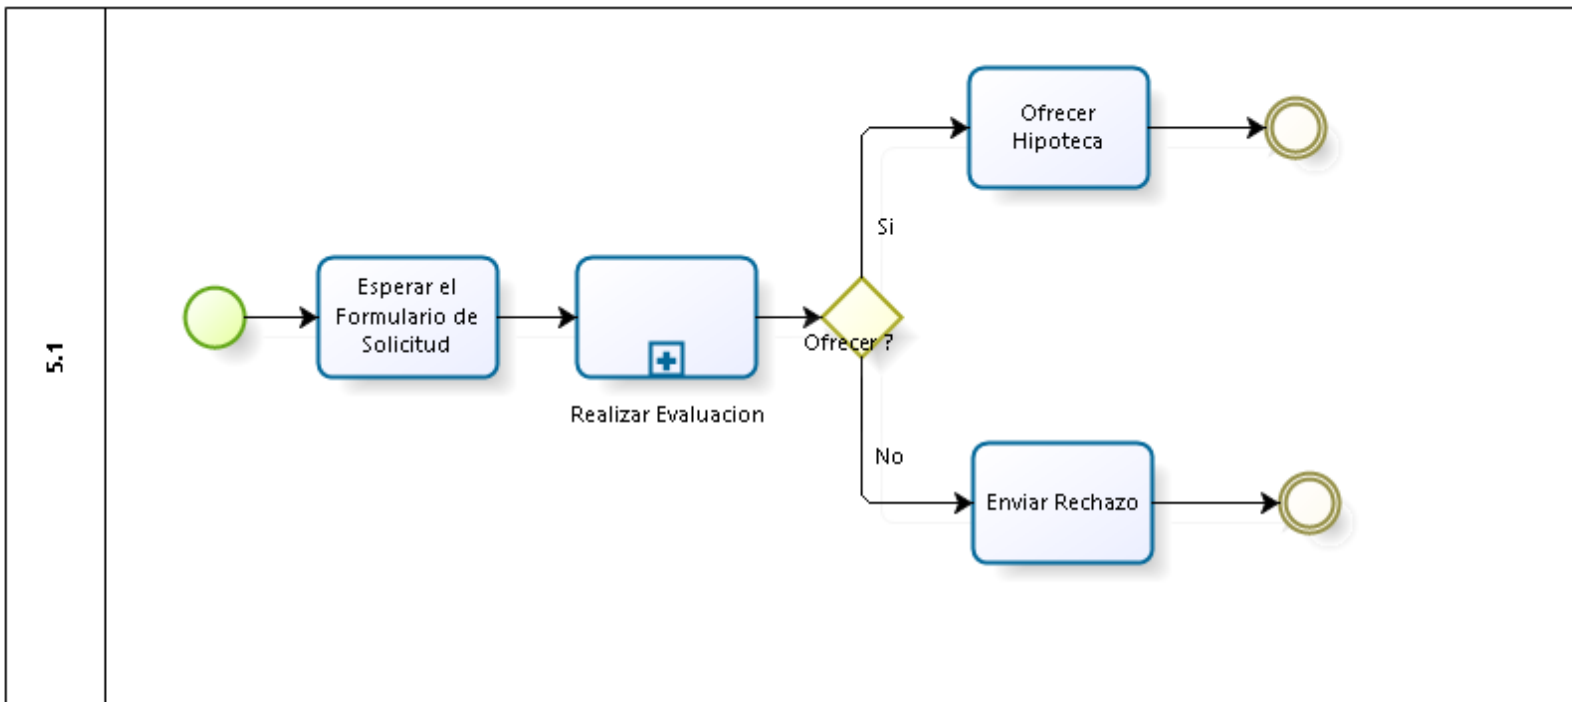 5.1
Esperar el
Formulario de
Solicitud
Realizar Evaluacion
Ofrecer ?
Si
Ofrecer
Hipoteca
No
Enviar Rechazo